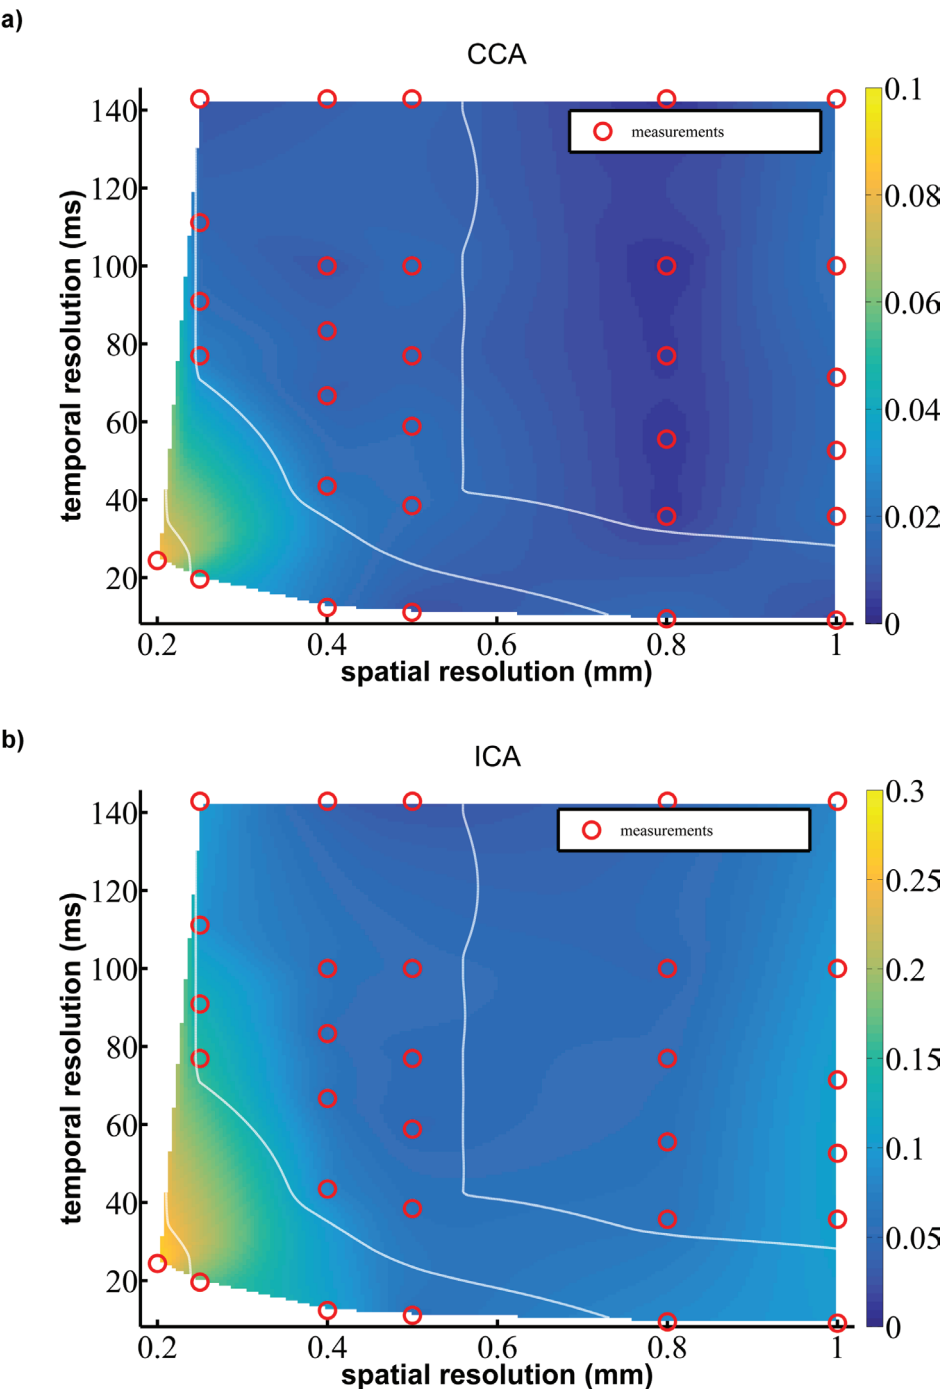 a)
CCA
measurements
140
120
100
80
60
40
20
temporal resolution (ms)
0.2 0.4 0.6 0.8 1
spatial resolution (mm)
0.1
0.08
0.06
0.04
0.02
0
b)
ICA
measurements
140
120
100
80
60
40
20
temporal resolution (ms)
0.2 0.4 0.6 0.8 1
spatial resolution (mm)
0.3
0.25
0.2
0.15
0.1
0.05
0